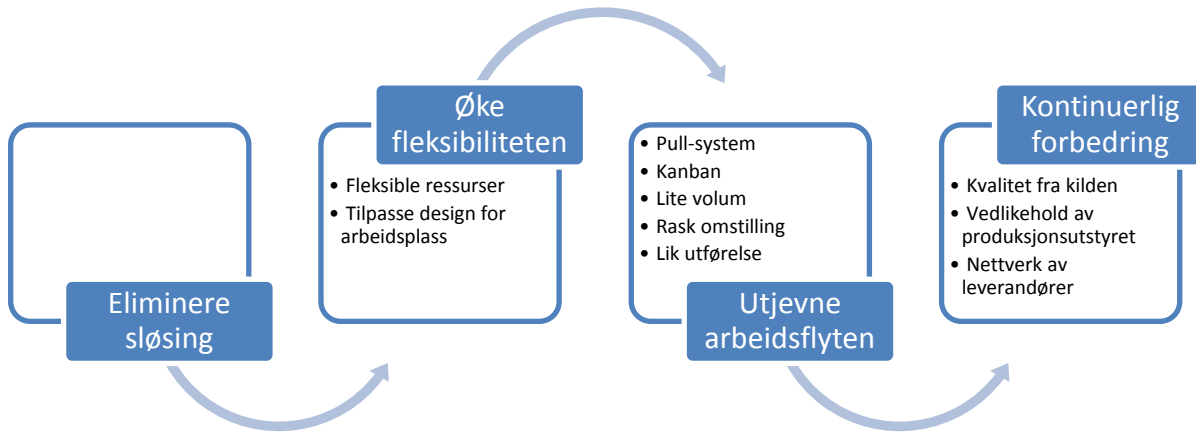 Eliminere
sløsing
Øke
fleksibiliteten
• Fleksible ressurser
• Tilpasse design for
arbeidsplass
• Pull-system
• Kanban
• Lite volum
• Rask omstilling
• Lik utførelse
Utjevne
arbeidsflyten
Kontinuerlig
forbedring
• Kvalitet fra kilden
• Vedlikehold av
produksjonsutstyret
• Nettverk av
leverandører